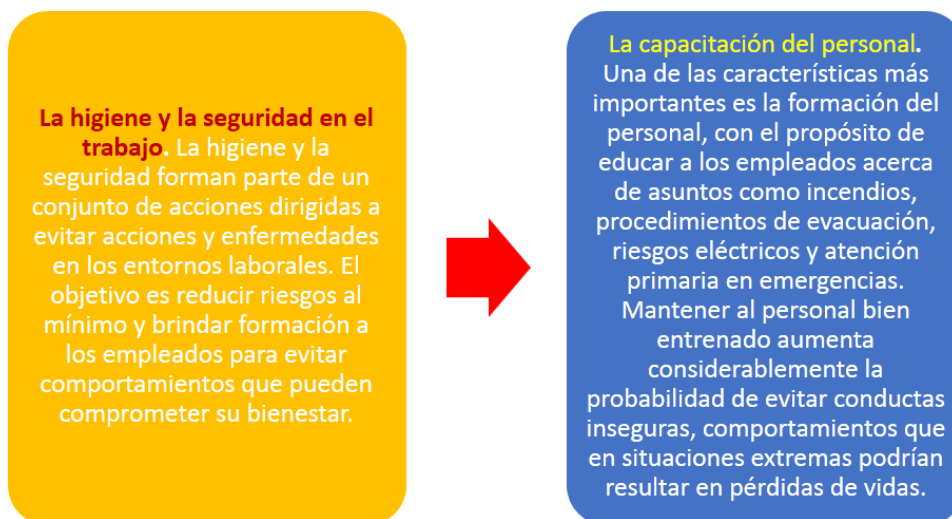 La higiene y la seguridad en el
trabajo. La higiene y la
seguridad forman parte de un
conjunto de acciones dirigidas a
evitar acciones y enfermedades
en los entornos laborales. El
objetivo es reducir riesgos al
mínimo y brindar formación a
los empleados para evitar
comportamientos que pueden
comprometer su bienestar.
La capacitación del personal.
Una de las características más
importantes es la formación del
personal, con el propósito de
educar a los empleados acerca
de asuntos como incendios,
procedimientos de evacuación,
riesgos eléctricos y atención
primaria en emergencias.
Mantener al personal bien
entrenado aumenta
considerablemente la
probabilidad de evitar conductas
inseguras, comportamientos que
en situaciones extremas podrían
resultar en pérdidas de vidas.